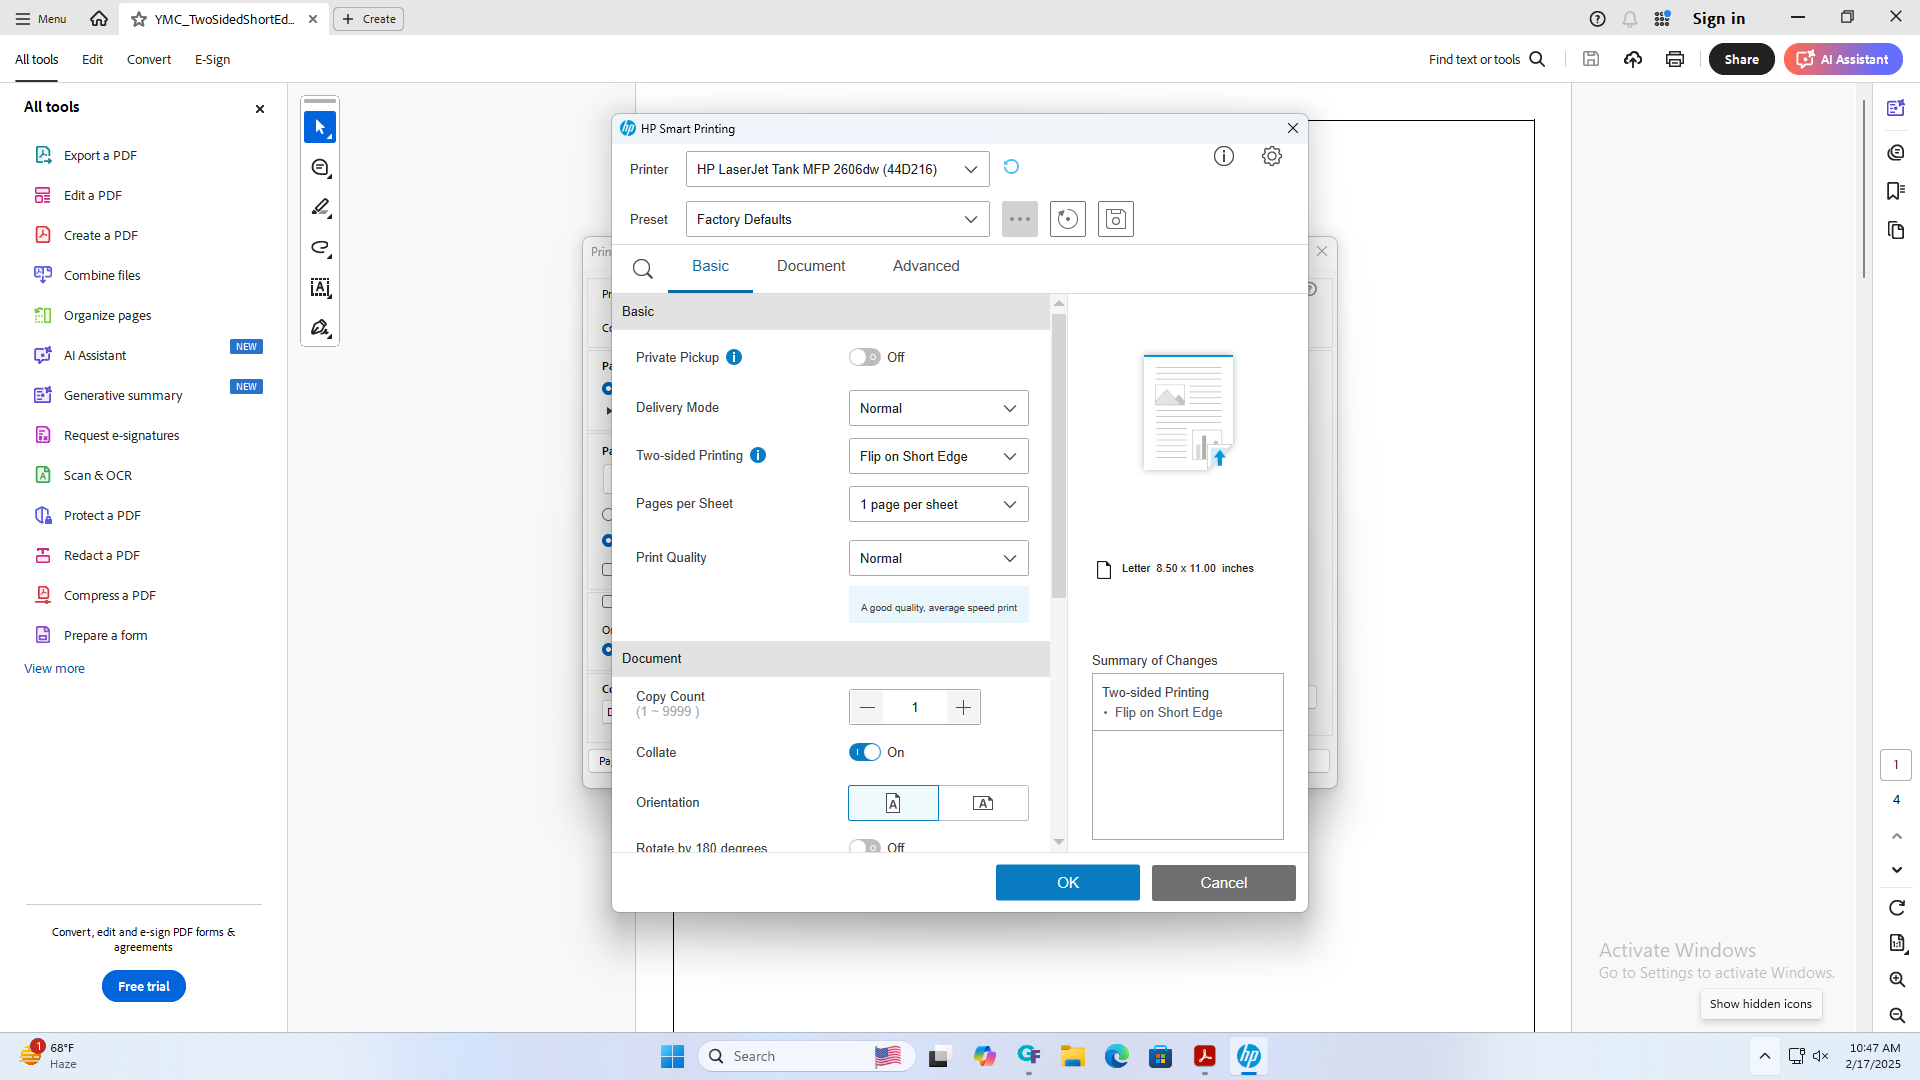 Menu
YMC_TwoSidedShortEd...
Create
Sign in
All tools
Edit
Convert
E-Sign
Find text or tools
Share
AI Assistant
All tools
Export a PDF
Edit a PDF
Create a PDF
Combine files
Organize pages
AI Assistant
NEW
Generative summary
NEW
Request e-signatures
Scan & OCR
Protect a PDF
Redact a PDF
Compress a PDF
Prepare a form
View more
Convert, edit and e-sign PDF forms &
agreements
Free trial
HP Smart Printing
Printer
HP LaserJet Tank MFP 2606dw (44D216)
Preset
Factory Defaults
Basic
Document
Advanced
Basic
Private Pickup
Off
Delivery Mode
Normal
Two-sided Printing
Flip on Short Edge
Pages per Sheet
1 page per sheet
Print Quality
Normal
A good quality, average speed print
Document
Copy Count
(1 ~ 9999 )
1
Collate
On
Orientation
Rotate by 180 degrees
Off
Letter 8.50 x 11.00 inches
Summary of Changes
Two-sided Printing
• Flip on Short Edge
OK
Cancel
1
4
Activate Windows
Go to Settings to activate Windows.
Show hidden icons
1
68°F
Haze
Search
10:47 AM
2/17/2025